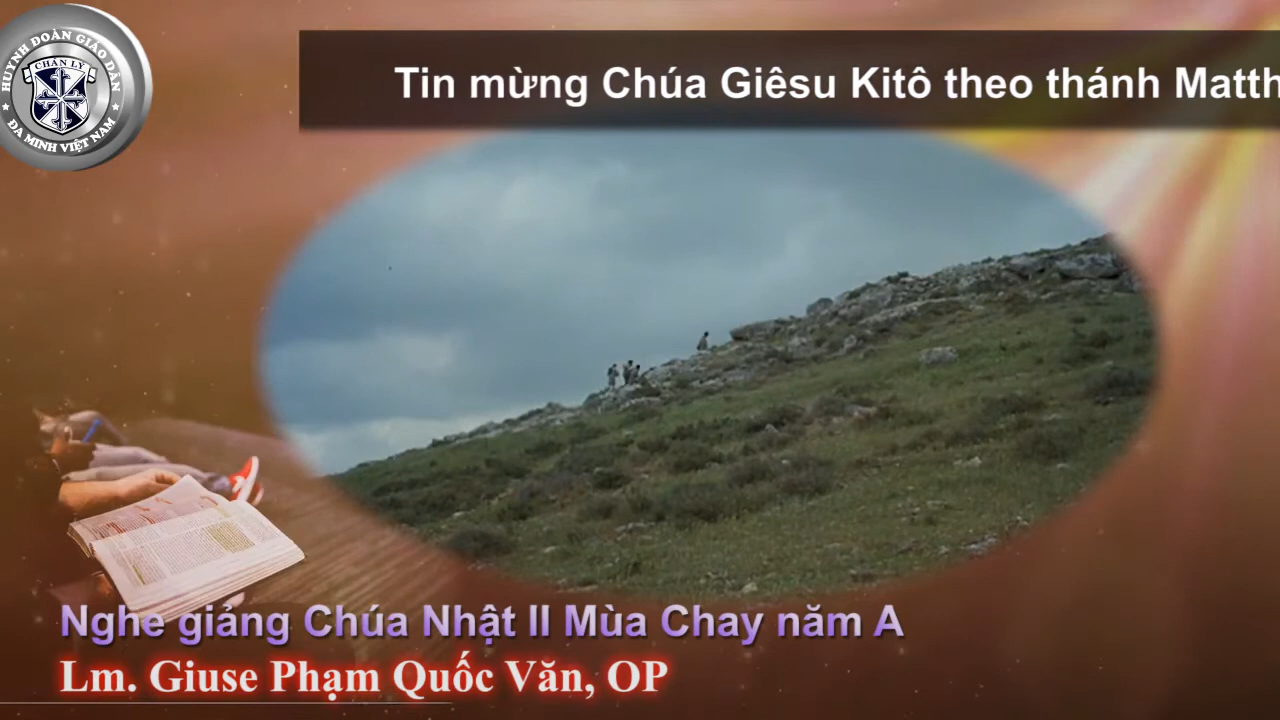 HUYNH ĐOÀN GIÁO DÂN
CHÂN LÝ
ĐA MINH VIỆT NAM
Tin mừng Chúa Giêsu Kitô theo thánh Matth
Nghe giảng Chúa Nhật II Mùa Chay năm A
Lm. Giuse Phạm Quốc Văn, OP